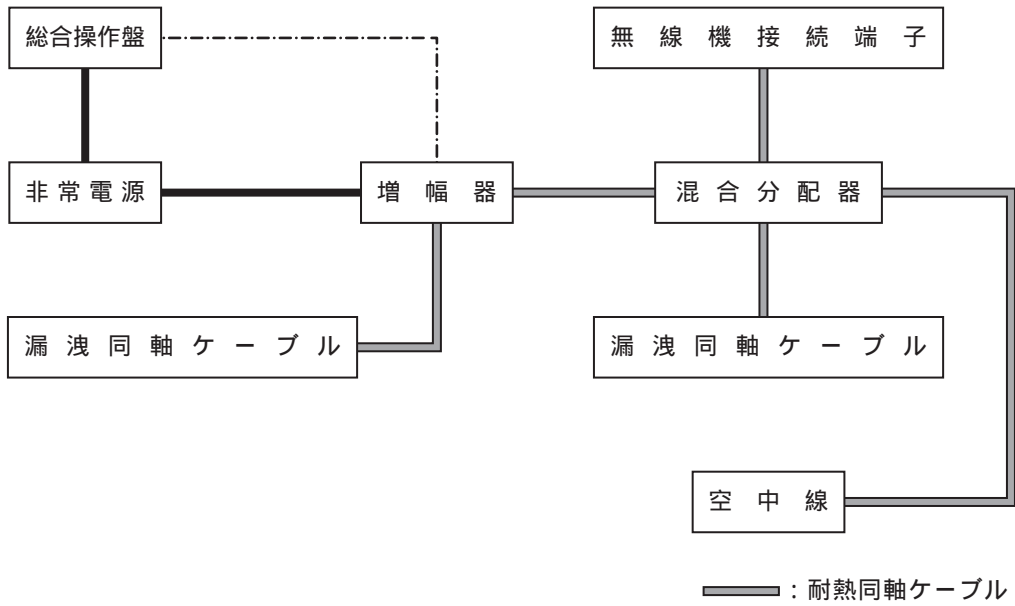 総合操作盤
無線機接続端子
非常電源
増幅器
混合分配器
漏洩同軸ケーブル
漏洩同軸ケーブル
空中線
：耐熱同軸ケーブル